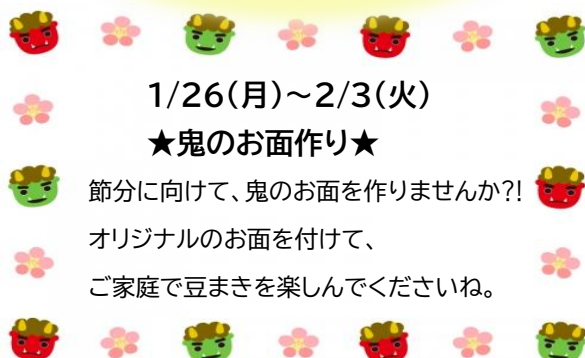 1/26(月)～2/3(火)
★鬼のお面作り★
節分に向けて、鬼のお面を作りませんか?!
オリジナルのお面を付けて、
ご家庭で豆まきを楽しんでくださいね。